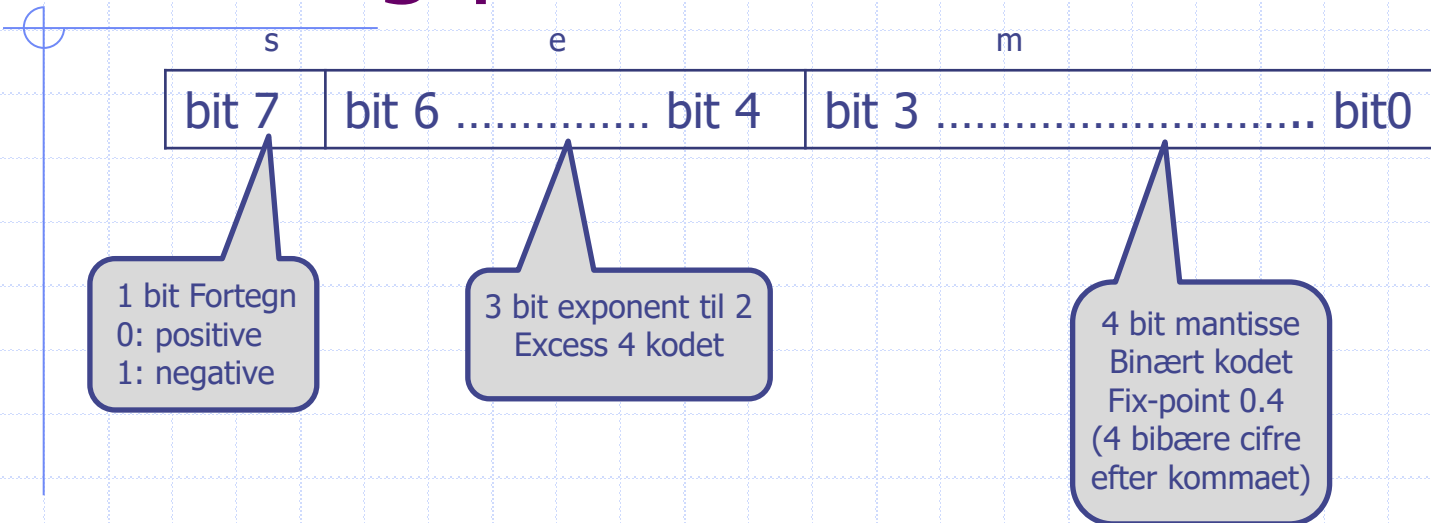 s e m
bit 7 bit 6 …………… bit 4 bit 3 ……………………….. bit0
1 bit Fortegn
0: positive
1: negative
3 bit exponent til 2
Excess 4 kodet
4 bit mantisse
Binært kodet
Fix-point 0.4
(4 bibære cifre
efter kommaet)